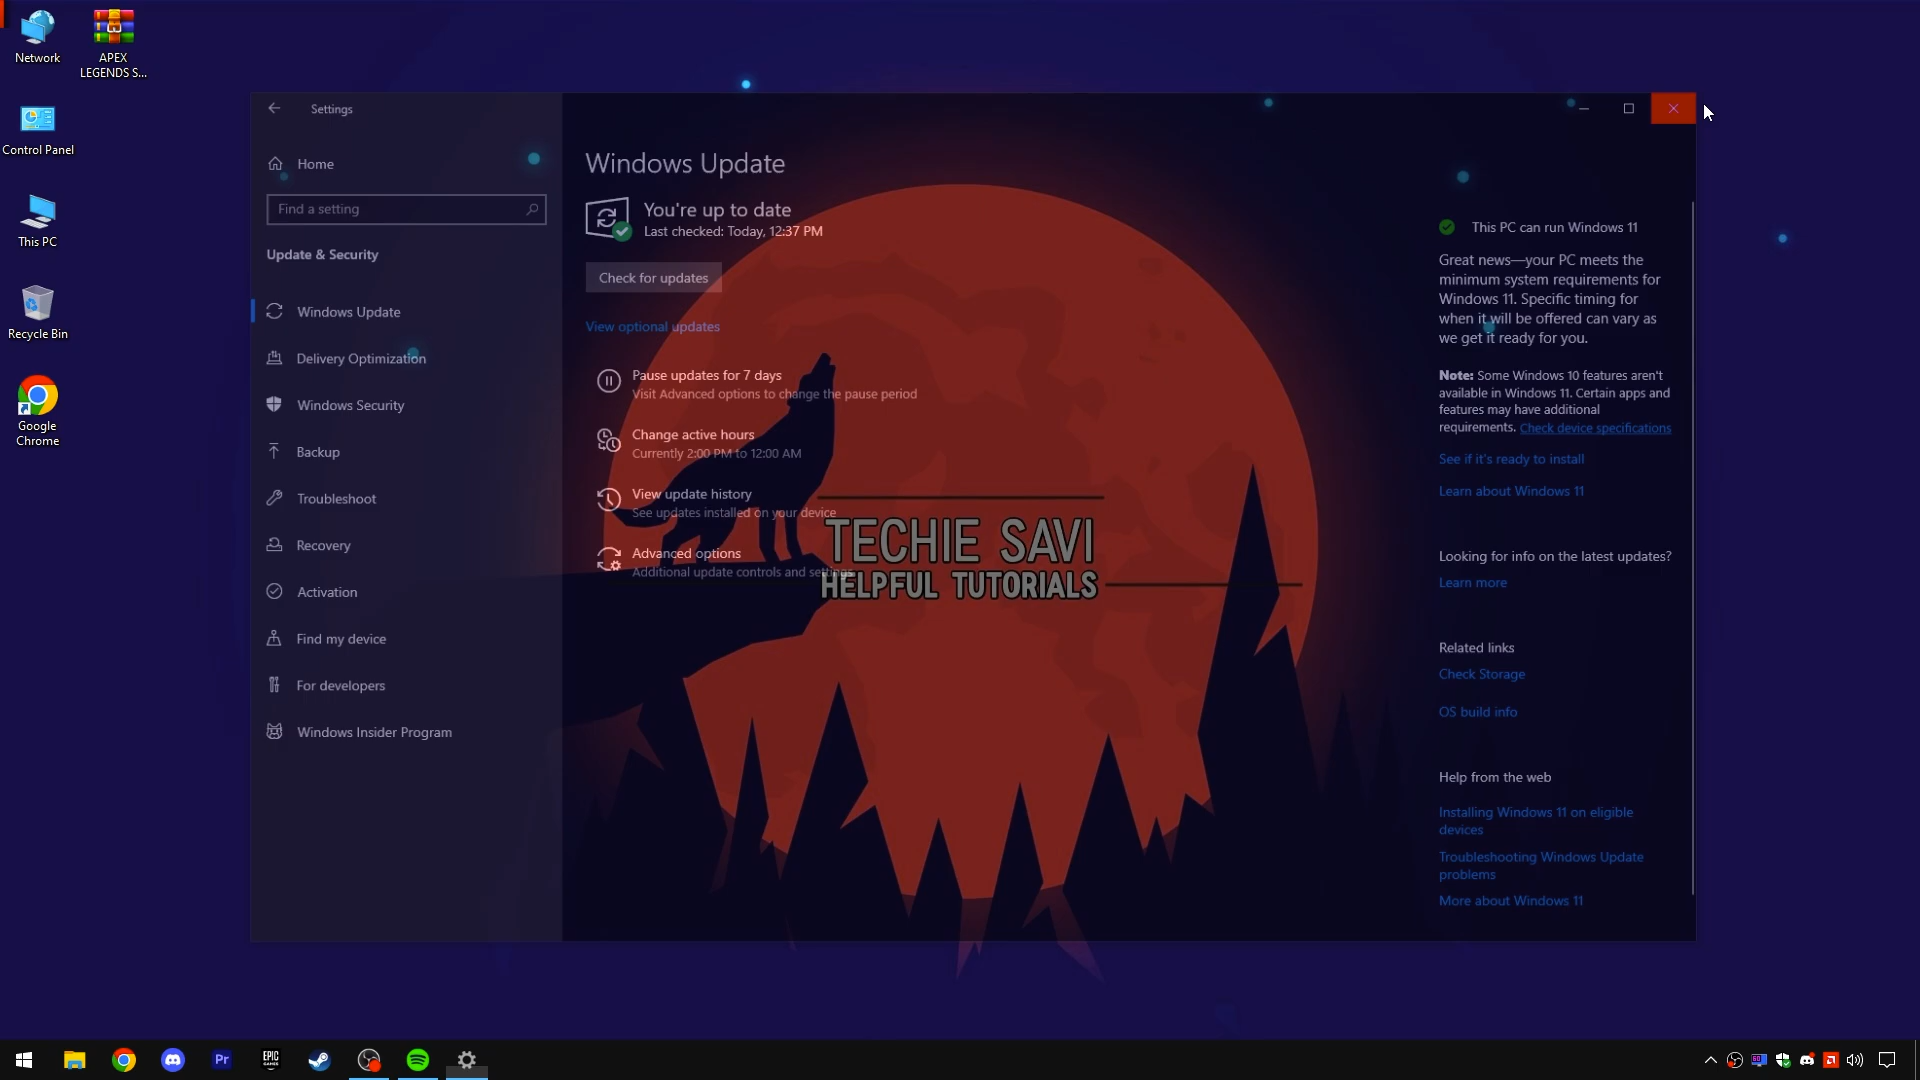 Network
APEX
LEGENDS S...
Control Panel
This PC
Recycle Bin
Google
Chrome
Settings
Home
Find a setting
Update & Security
Windows Update
Delivery Optimization
Windows Security
Backup
Troubleshoot
Recovery
Activation
Find my device
For developers
Windows Insider Program
Windows Update
You're up to date
Last checked: Today, 12:37 PM
Check for updates
View optional updates
Pause updates for 7 days
Visit Advanced options to change the pause period
Change active hours
Currently 2:00 PM to 12:00 AM
View update history
See updates installed on your device
Advanced options
Additional update controls and settings
TECHIE SAVI
HELPFUL TUTORIALS
This PC can run Windows 11
Great news—your PC meets the
minimum system requirements for
Windows 11. Specific timing for
when it will be offered can vary as
we get it ready for you.
Note: Some Windows 10 features aren't
available in Windows 11. Certain apps and
features may have additional
requirements. Check device specifications
See if it's ready to install
Learn about Windows 11
Looking for info on the latest updates?
Learn more
Related links
Check Storage
OS build info
Help from the web
Installing Windows 11 on eligible
devices
Troubleshooting Windows Update
problems
More about Windows 11
Pr
EPIC
GAMES
60